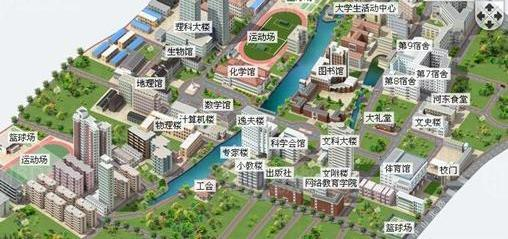 大学生活动中心
理科大楼
运动场
第9宿舍
生物馆
化学馆
图书馆
第8宿舍
第7宿舍
地理馆
河东食堂
数学馆
计算机楼
物理楼
逸夫楼
大礼堂
文史楼
篮球场
科学会馆
文科大楼
运动场
专家楼
小教楼
体育馆
校门
工会
出版社
文附楼
网络教育学院
篮球场